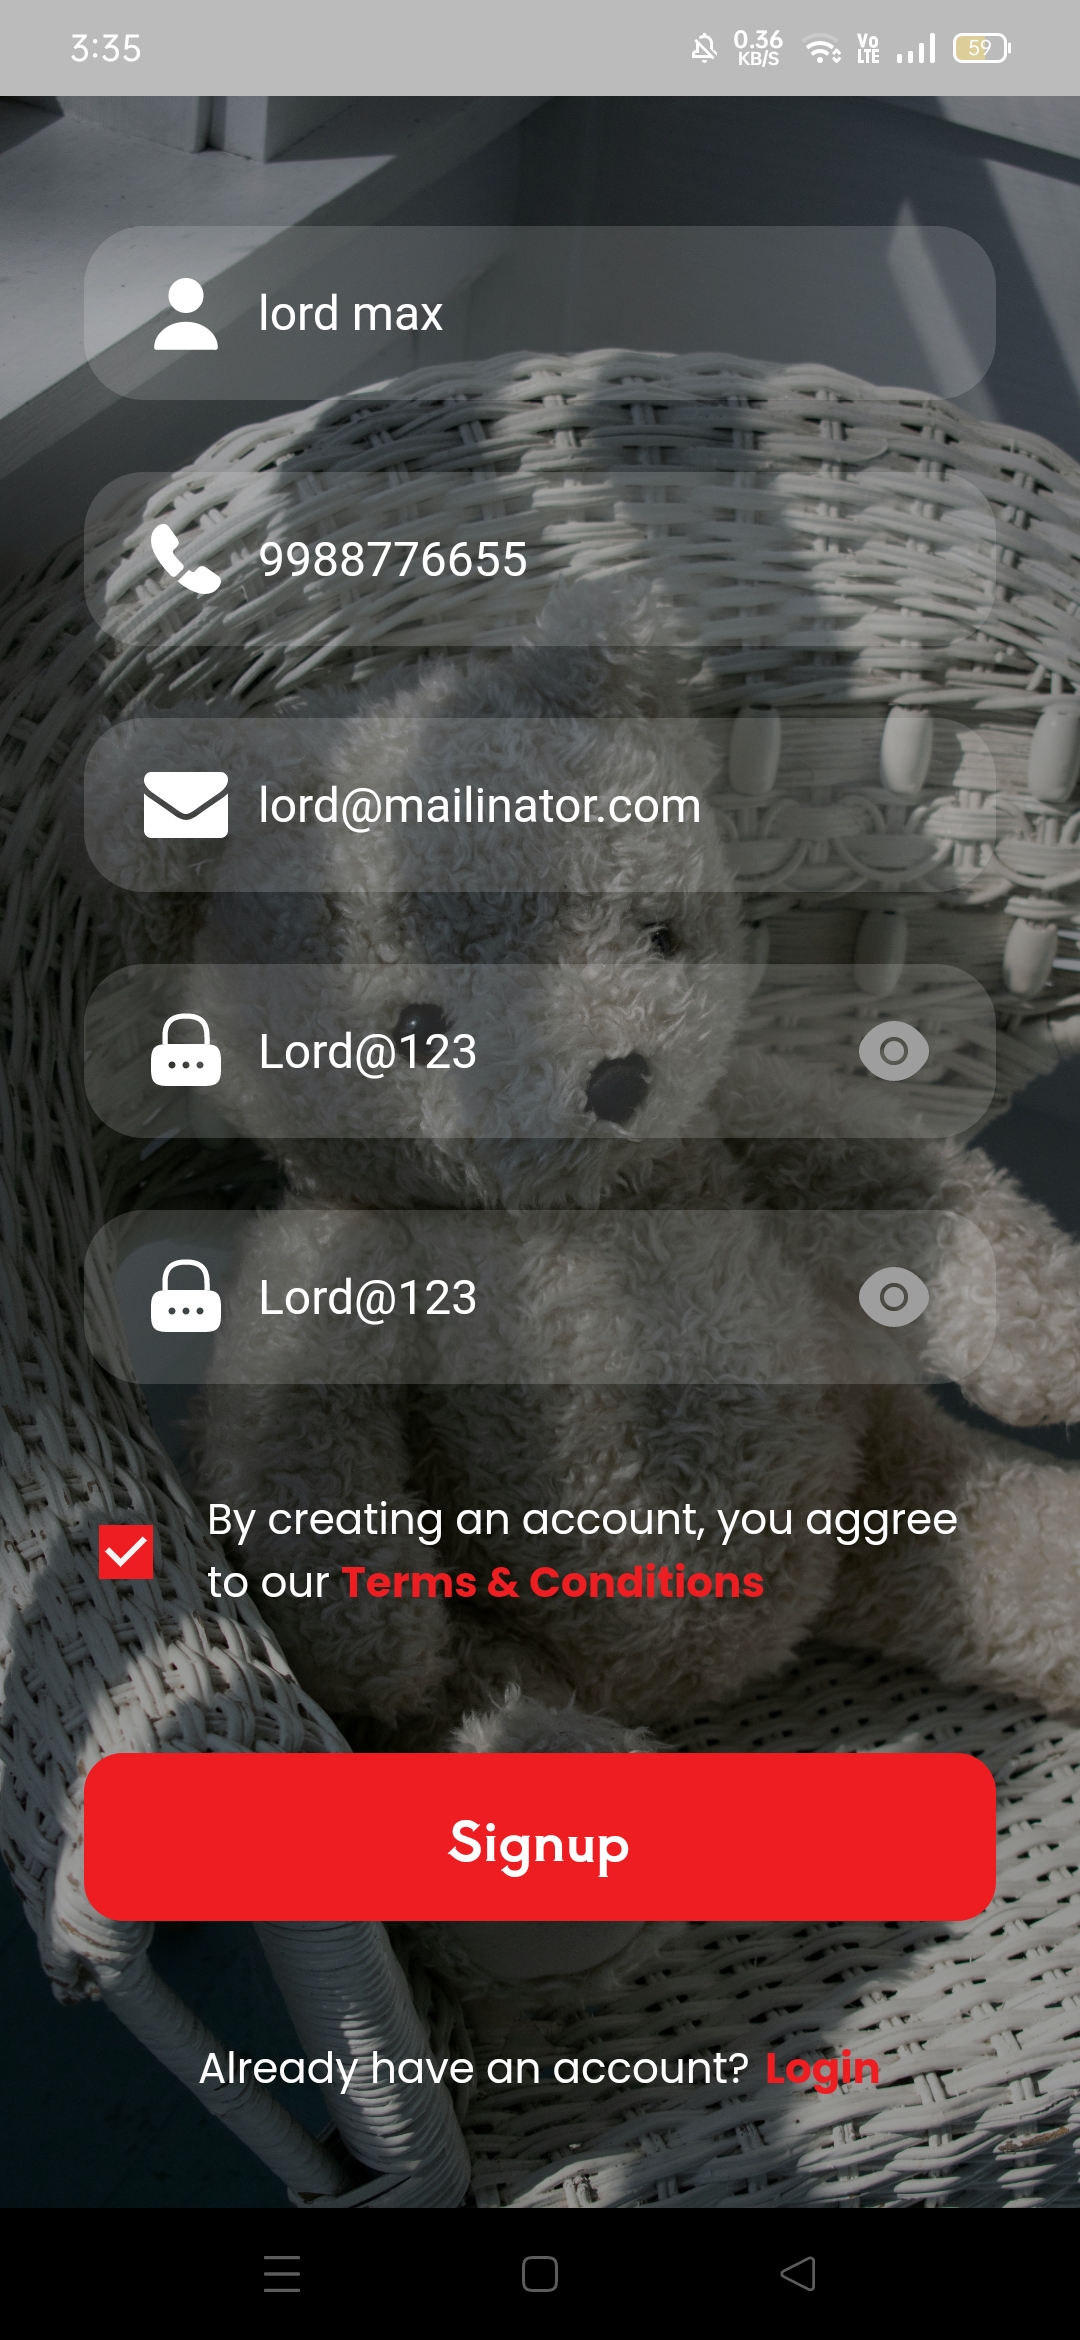 3:35
0.36
KB/S
Vo
LTE
59
lord max
9988776655
lord@mailinator.com
Lord@123
Lord@123
By creating an account, you aggree
to our Terms & Conditions
Signup
Already have an account? Login